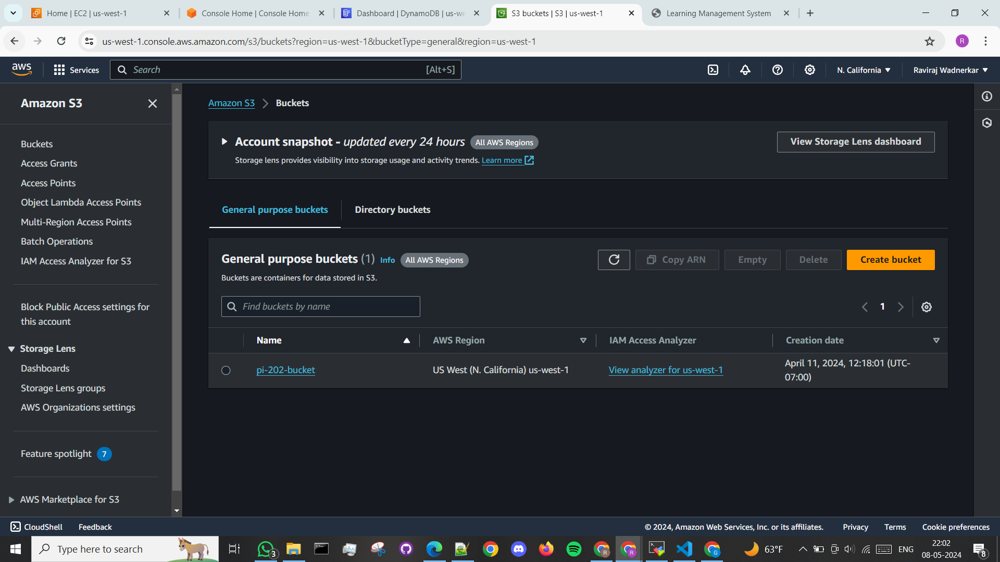 Home | EC2 | us-west-1
Console Home | Console Home
Dashboard | DynamoDB | us-we
S3 buckets | S3 | us-west-1
Learning Management System
us-west-1.console.aws.amazon.com/s3/buckets?region=us-west-1&bucketType=general&region=us-west-1
R
aws
Services
Search
[Alt+S]
N. California
Raviraj Wadnerkar
Amazon S3
Buckets
Access Grants
Access Points
Object Lambda Access Points
Multi-Region Access Points
Batch Operations
IAM Access Analyzer for S3
Block Public Access settings for
this account
Storage Lens
Dashboards
Storage Lens groups
AWS Organizations settings
Feature spotlight 7
AWS Marketplace for S3
Amazon S3
Buckets
Account snapshot - updated every 24 hours
All AWS Regions
View Storage Lens dashboard
Storage lens provides visibility into storage usage and activity trends. Learn more
General purpose buckets
Directory buckets
General purpose buckets (1) Info
All AWS Regions
Copy ARN
Empty
Delete
Create bucket
Buckets are containers for data stored in S3.
Find buckets by name
1
Name
AWS Region
IAM Access Analyzer
Creation date
pi-202-bucket
US West (N. California) us-west-1
View analyzer for us-west-1
April 11, 2024, 12:18:01 (UTC-
07:00)
CloudShell
Feedback
© 2024, Amazon Web Services, Inc. or its affiliates.
Privacy
Terms
Cookie preferences
Type here to search
3
R
R
G
63°F
ENG
22:02
08-05-2024
8